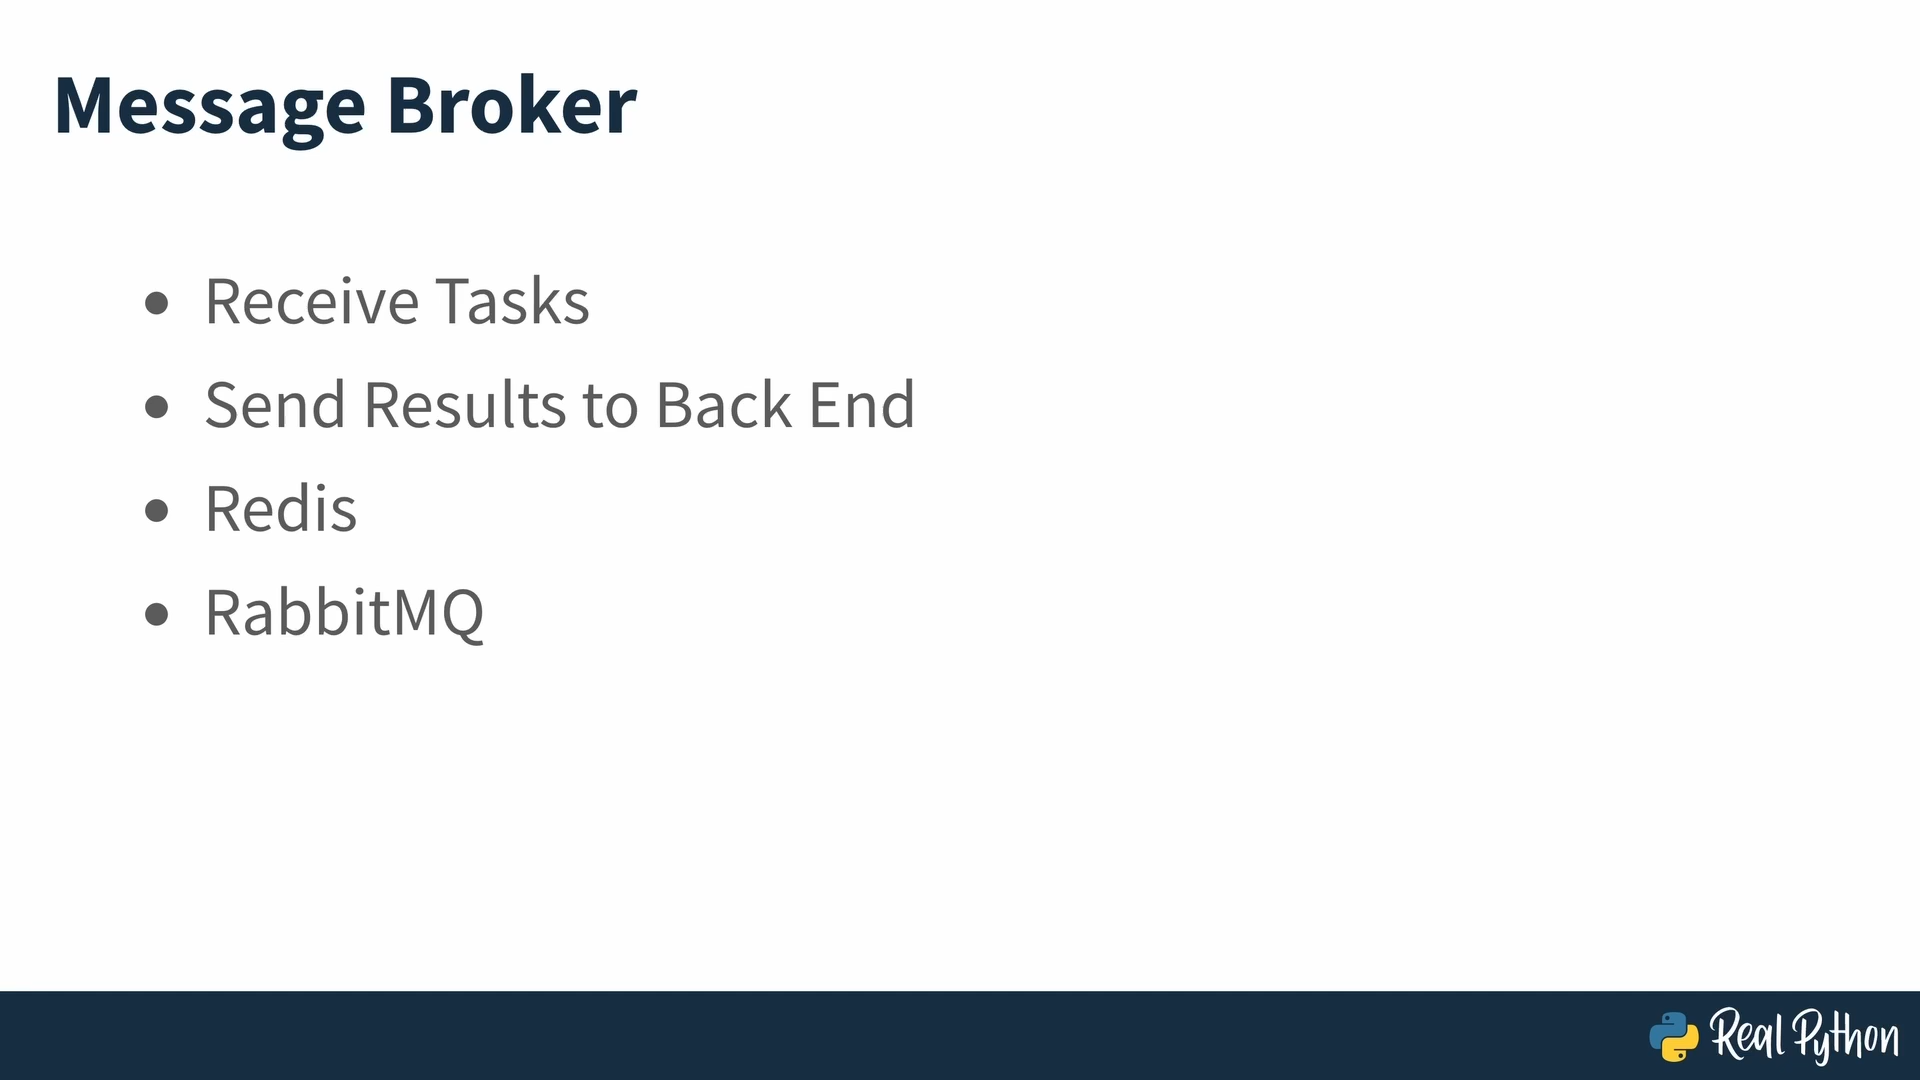 Message Broker
• Receive Tasks
• Send Results to Back End
• Redis
• RabbitMQ
Real Python